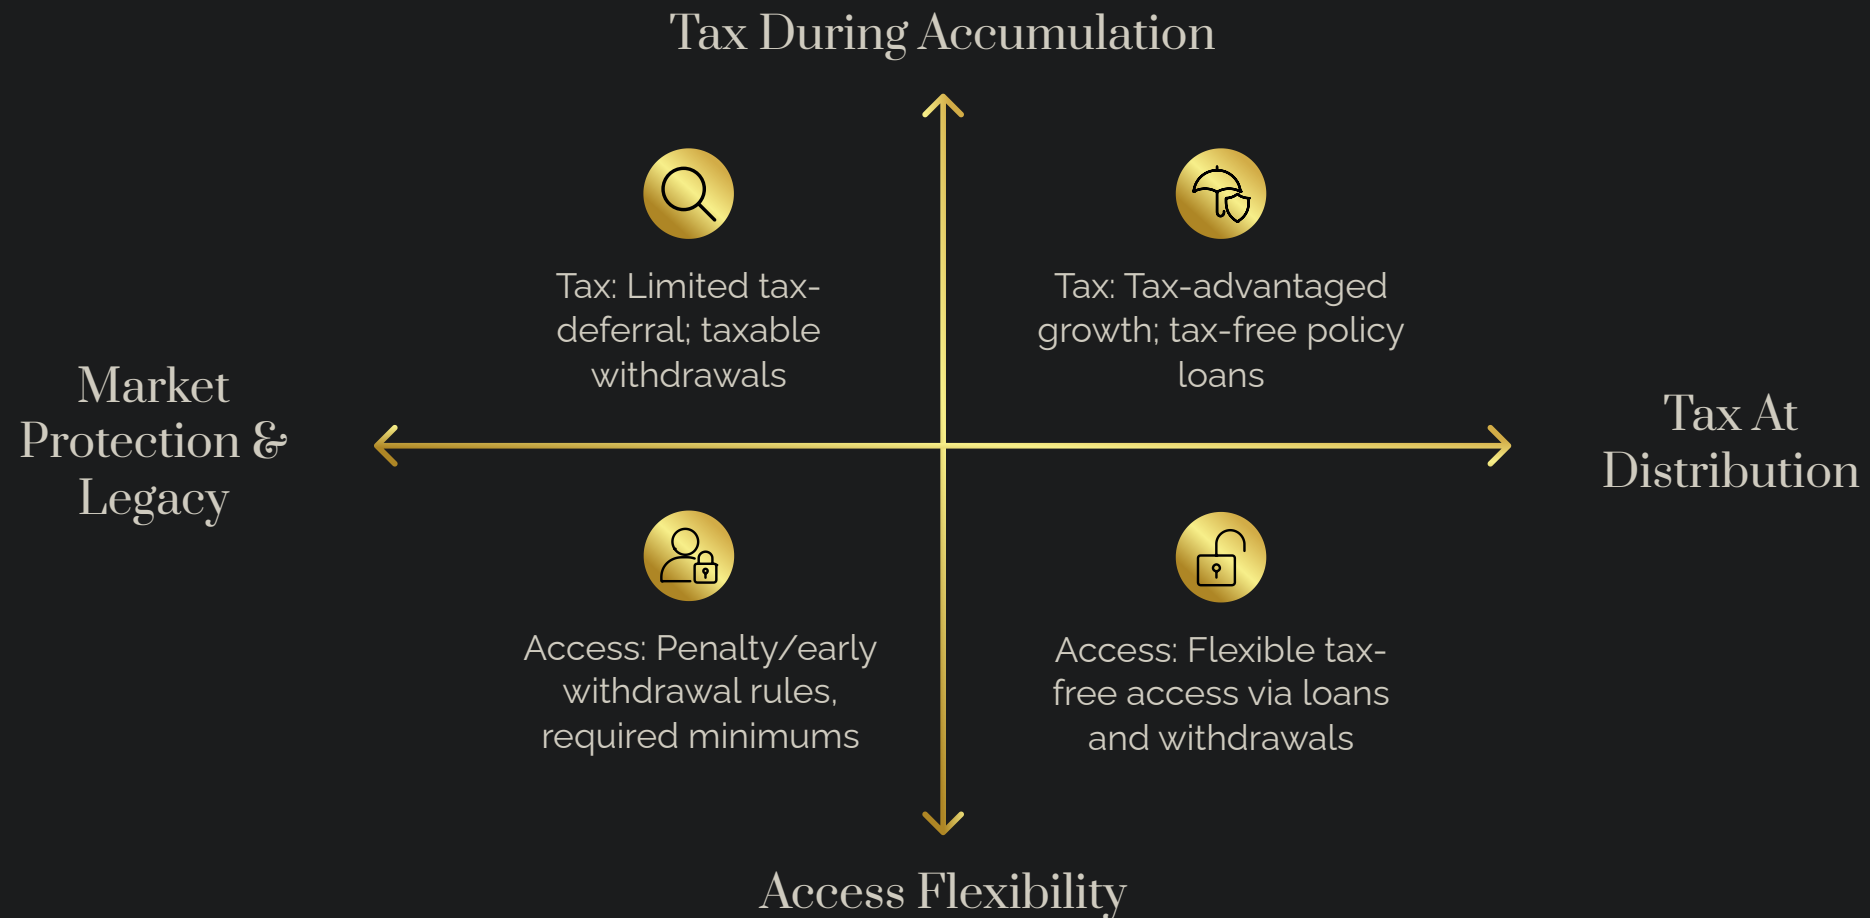 Tax During Accumulation
Tax: Limited tax-
deferral; taxable
withdrawals
Tax: Tax-advantaged
growth; tax-free policy
loans
Market
Protection &
Legacy
Tax At
Distribution
Access: Penalty/early
withdrawal rules,
required minimums
Access: Flexible tax-
free access via loans
and withdrawals
Access Flexibility